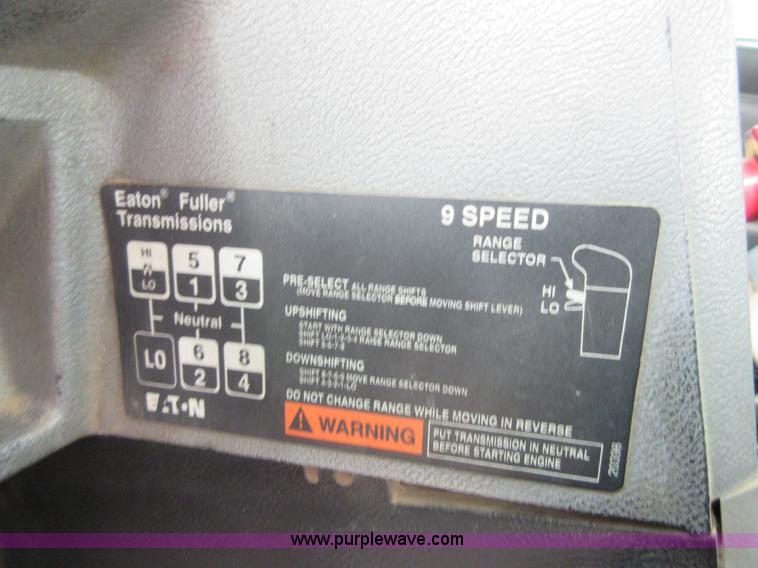 Eaton® Fuller®
Transmissions
9 SPEED
RANGE
SELECTOR
HI
LO
HI
R
LO
5
1
7
3
Neutral
LO
6
2
8
4
EATON
PRE-SELECT ALL RANGE SHIFTS
(MOVE RANGE SELECTOR BEFORE MOVING SHIFT LEVER)
UPSHIFTING
START WITH RANGE SELECTOR DOWN
SHIFT LO-1-2-3-4 RAISE RANGE SELECTOR
SHIFT 5-6-7-8
DOWNSHIFTING
SHIFT 8-7-6-5 MOVE RANGE SELECTOR DOWN
SHIFT 4-3-2-1-LO
DO NOT CHANGE RANGE WHILE MOVING IN REVERSE
WARNING
PUT TRANSMISSION IN NEUTRAL
BEFORE STARTING ENGINE
www.purplewave.com